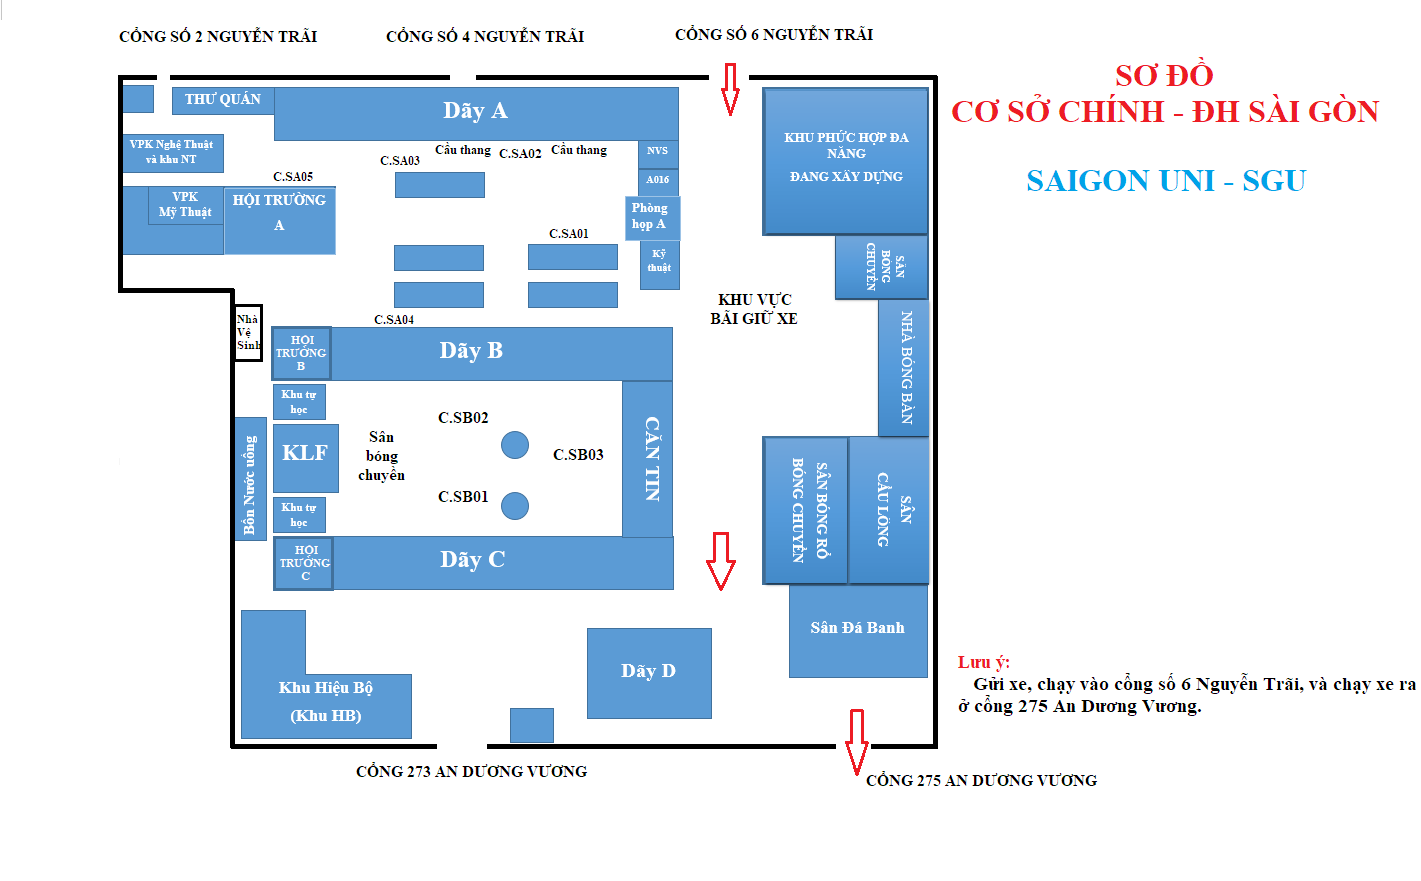 CỔNG SỐ 2 NGUYỄN TRÃI
CỔNG SỐ 4 NGUYỄN TRÃI
CỔNG SỐ 6 NGUYỄN TRÃI
SƠ ĐỒ
CƠ SỞ CHÍNH - ĐH SÀI GÒN
SAIGON UNI - SGU
THƯ QUÁN
Dãy A
KHU PHỨC HỢP ĐA
NĂNG
ĐANG XÂY DỰNG
VPK Nghệ Thuật
và khu NT
Cầu thang
C.SA02
Cầu thang
C.SA03
NVS
A016
C.SA05
VPK
Mỹ Thuật
HỘI TRƯỜNG
A
Phòng
họp A
C.SA01
Kỹ
thuật
SÂN
BÓNG
CHUYỀN
KHU VỰC
BÃI GIỮ XE
NHÀ BÓNG BÀN
Nhà
Vệ
Sinh
C.SA04
HỘI
TRƯỜNG
B
Dãy B
Khu tự
học
C.SB02
CĂN TIN
Bồn Nước uống
KLF
Sân
bóng
chuyền
C.SB03
C.SB01
Khu tự
học
SÂN BÓNG RỔ
BÓNG CHUYỀN
SÂN
CẦU LÔNG
HỘI
TRƯỜNG
C
Dãy C
Sân Đá Banh
Dãy D
Khu Hiệu Bộ
(Khu HB)
Lưu ý:
Gửi xe, chạy vào cổng số 6 Nguyễn Trãi, và chạy xe ra
ở cổng 275 An Dương Vương.
CỔNG 273 AN DƯƠNG VƯƠNG
CỔNG 275 AN DƯƠNG VƯƠNG